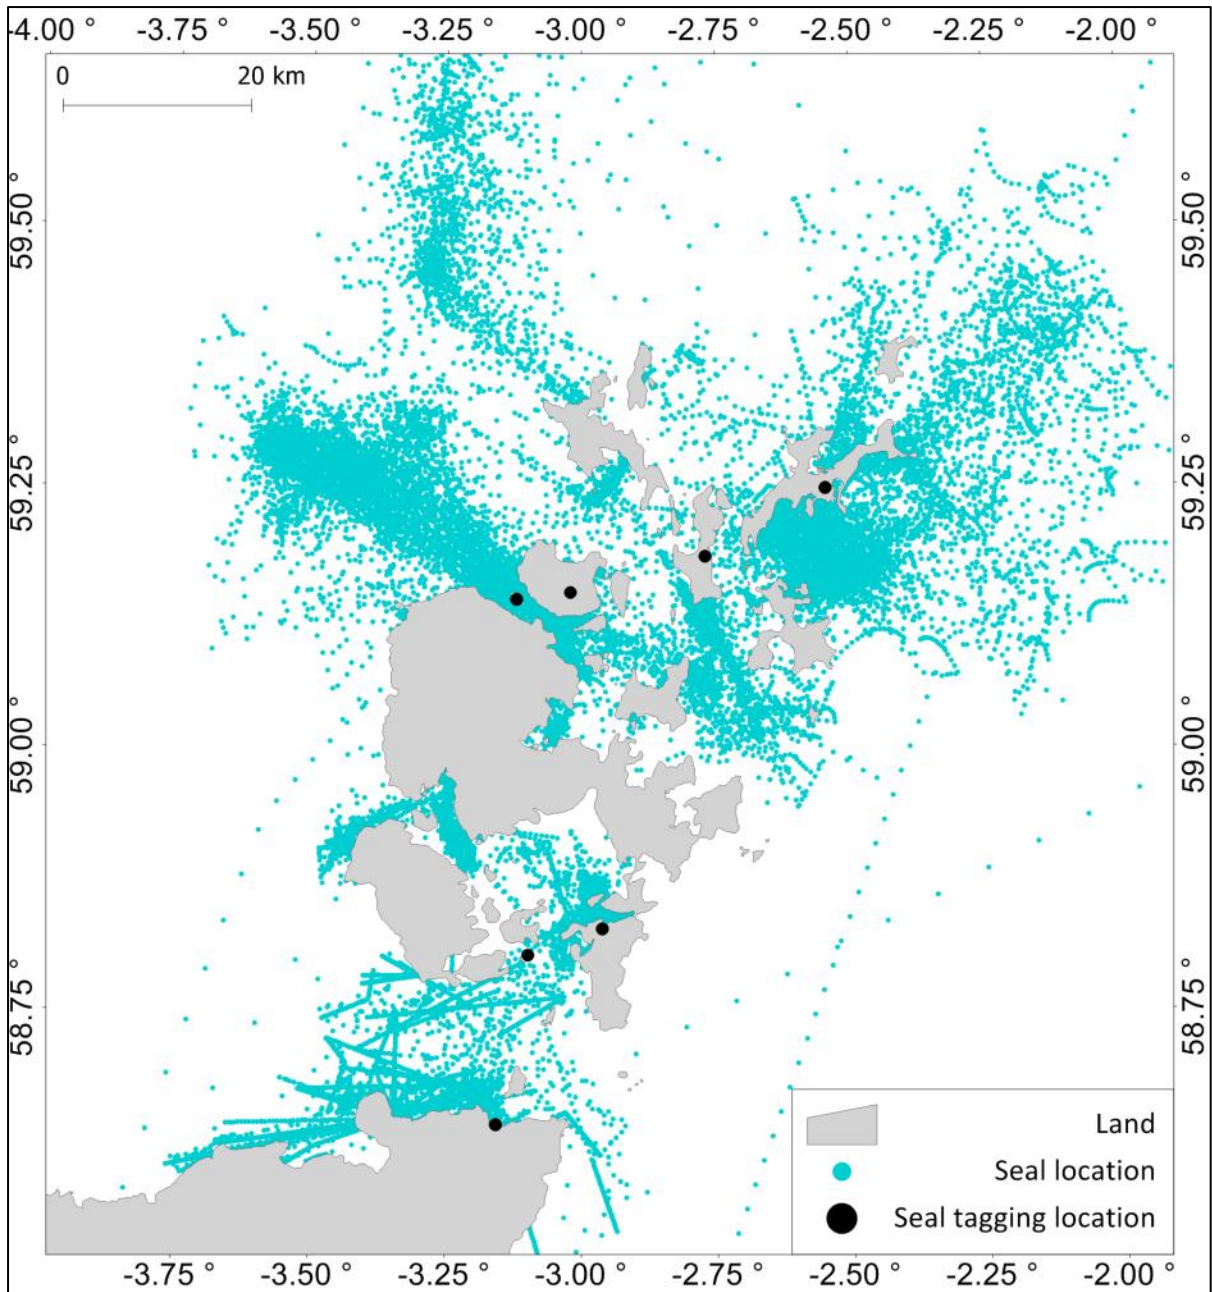 -4.00 ° -3.75 ° -3.50 ° -3.25 ° -3.00 ° -2.75 ° -2.50 ° -2.25 ° -2.00 °
0 20 km
59.50 ° 59.50 °
59.25 ° 59.25 °
59.00 ° 59.00 °
58.75 ° 58.75 °
Land
Seal location
Seal tagging location
-3.75 ° -3.50 ° -3.25 ° -3.00 ° -2.75 ° -2.50 ° -2.25 ° -2.00 °